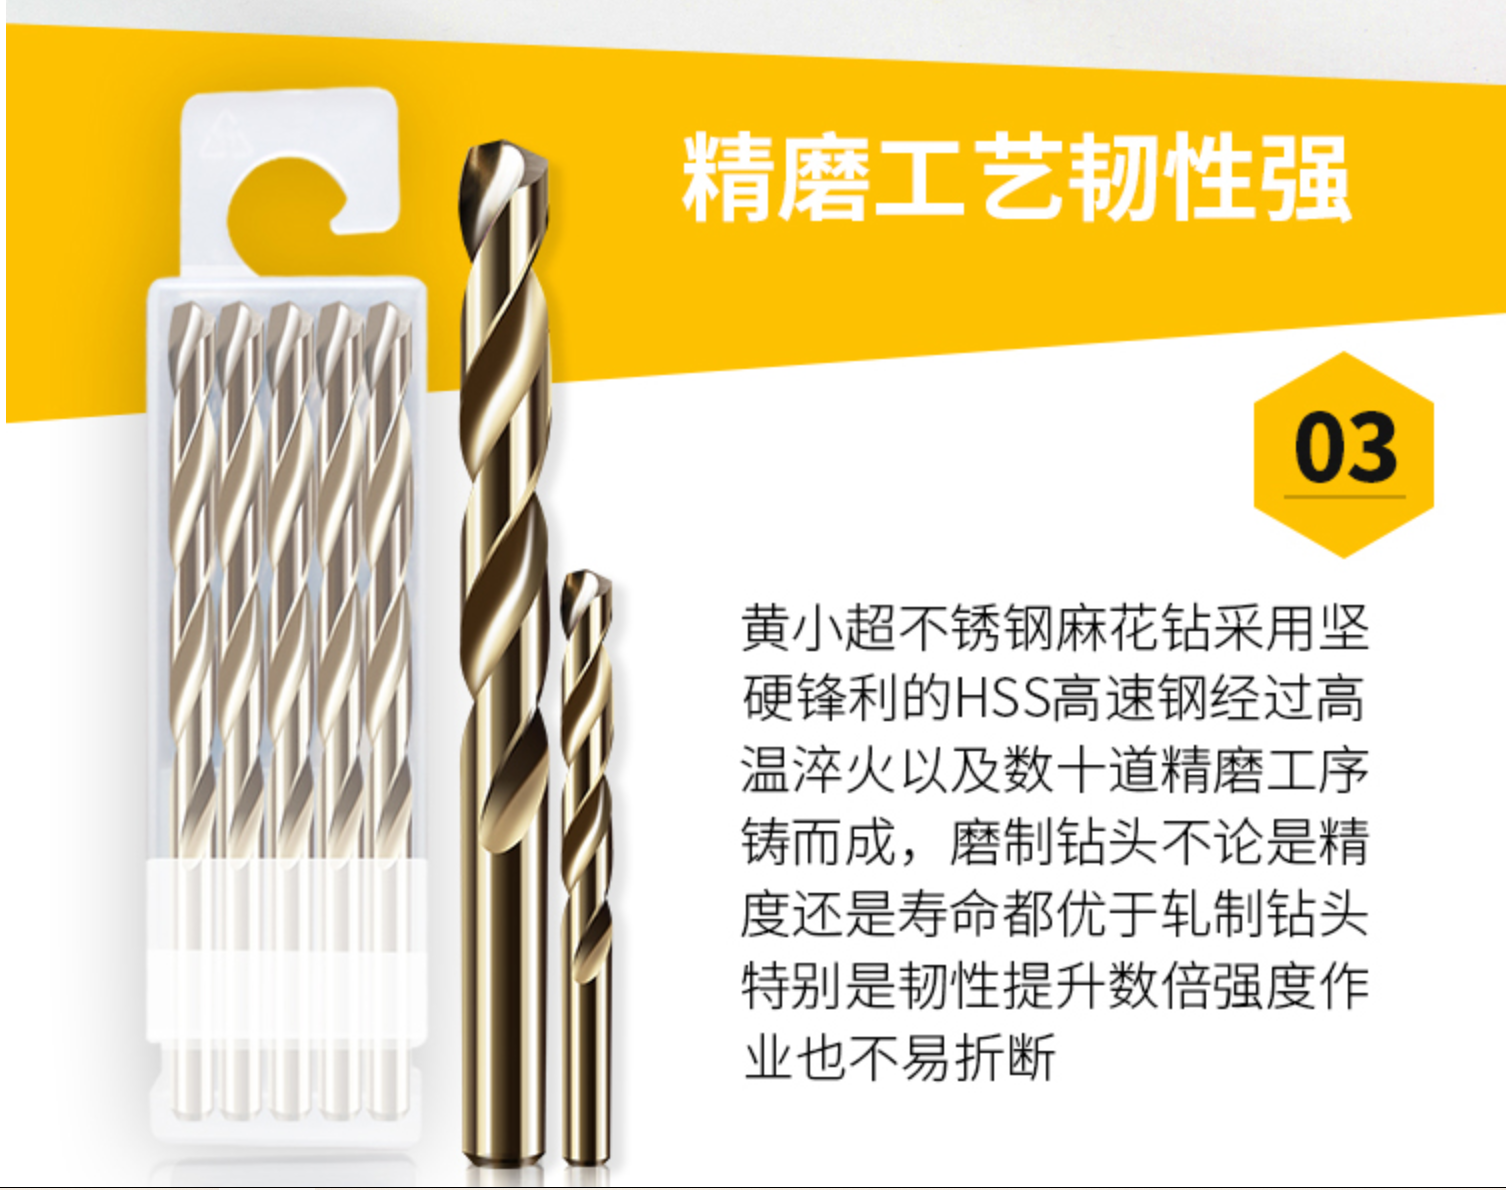 精磨工艺韧性强
03
黄小超不锈钢麻花钻采用坚
硬锋利的HSS高速钢经过高
温淬火以及数十道精磨工序
铸而成，磨制钻头不论是精
度还是寿命都优于轧制钻头
特别是韧性提升数倍强度作
业也不易折断